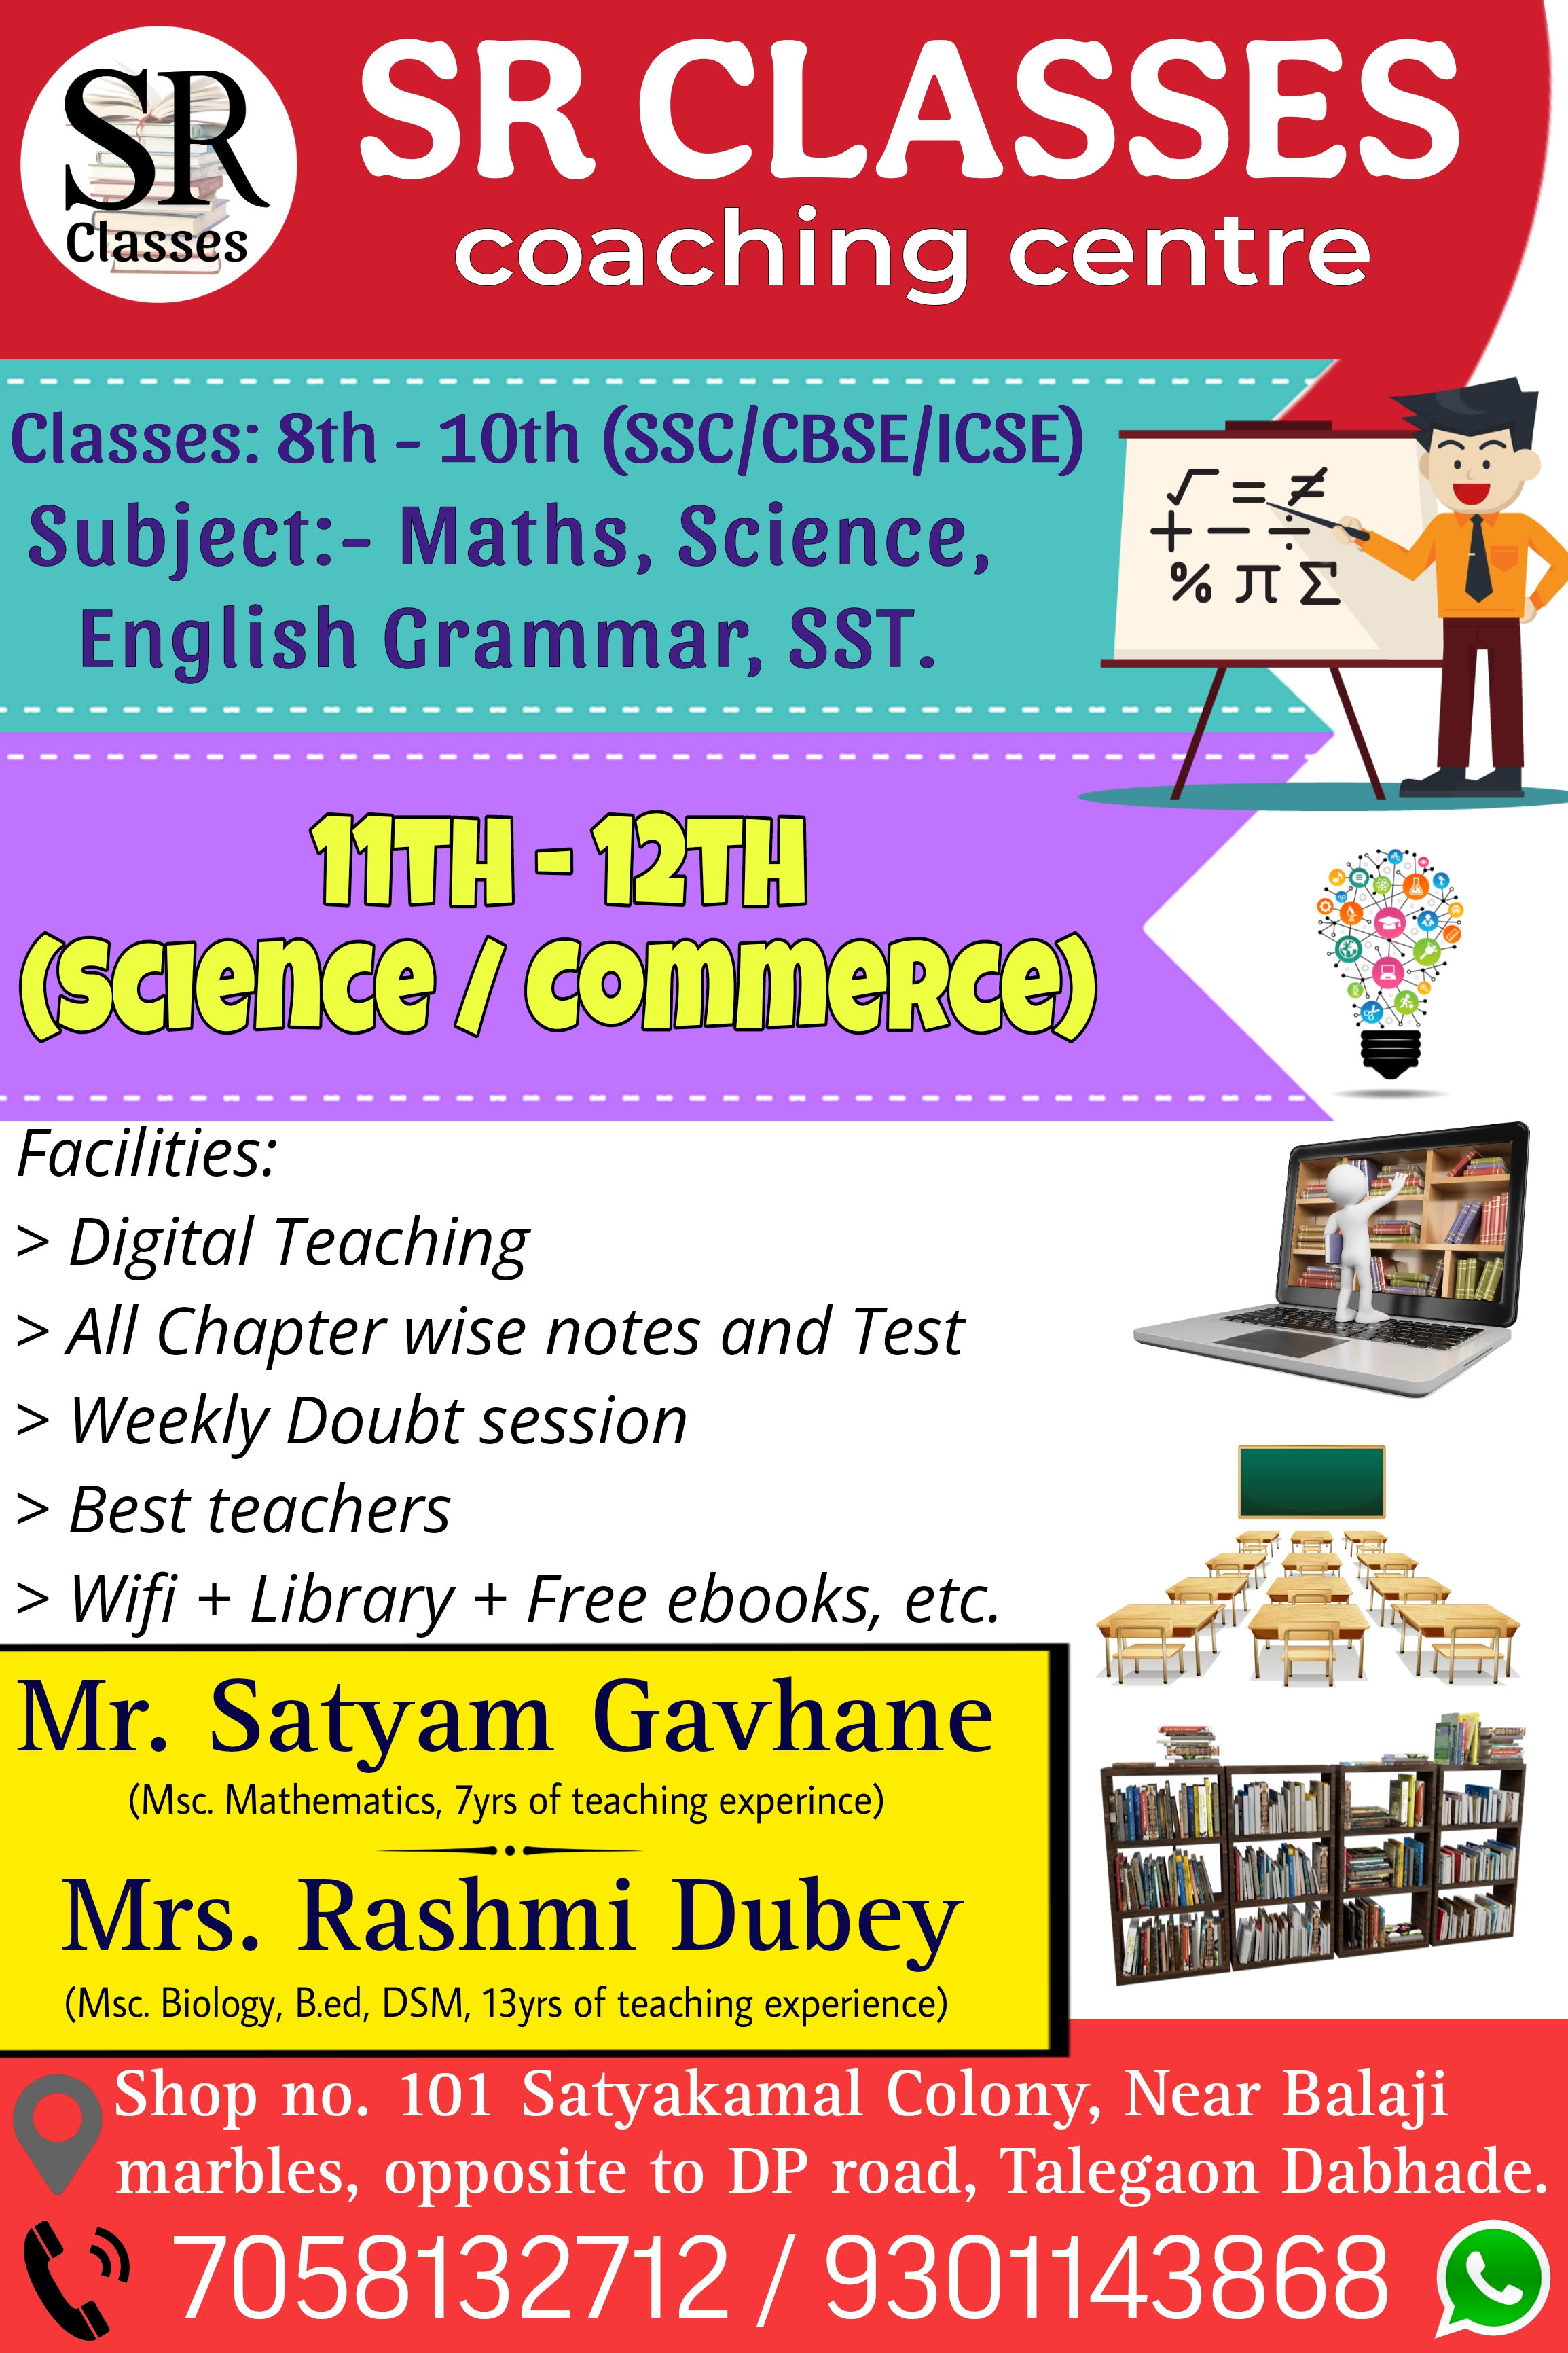 SR
Classes
SR CLASSES
coaching centre
Classes: 8th - 10th (SSC/CBSE/ICSE)
Subject:- Maths, Science,
English Grammar, SST.
√ = ≠
+ − ÷
% π Σ
11TH - 12TH
(SCIENCE / COMMERCE)
Facilities:
> Digital Teaching
> All Chapter wise notes and Test
> Weekly Doubt session
> Best teachers
> Wifi + Library + Free ebooks, etc.
Mr. Satyam Gavhane
(Msc. Mathematics, 7yrs of teaching experince)
Mrs. Rashmi Dubey
(Msc. Biology, B.ed, DSM, 13yrs of teaching experience)
Shop no. 101 Satyakamal Colony, Near Balaji
marbles, opposite to DP road, Talegaon Dabhade.
7058132712 / 9301143868